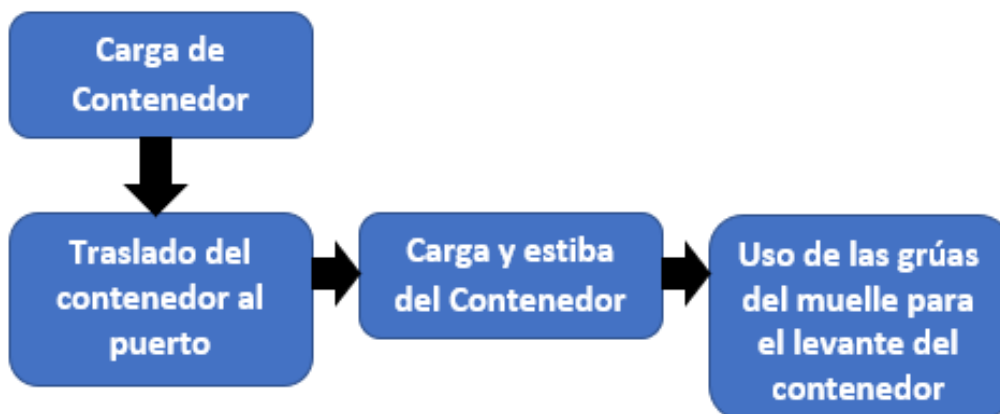 Carga de
Contenedor
Traslado del
contenedor al
puerto
Carga y estiba
del Contenedor
Uso de las grúas
del muelle para
el levante del
contenedor